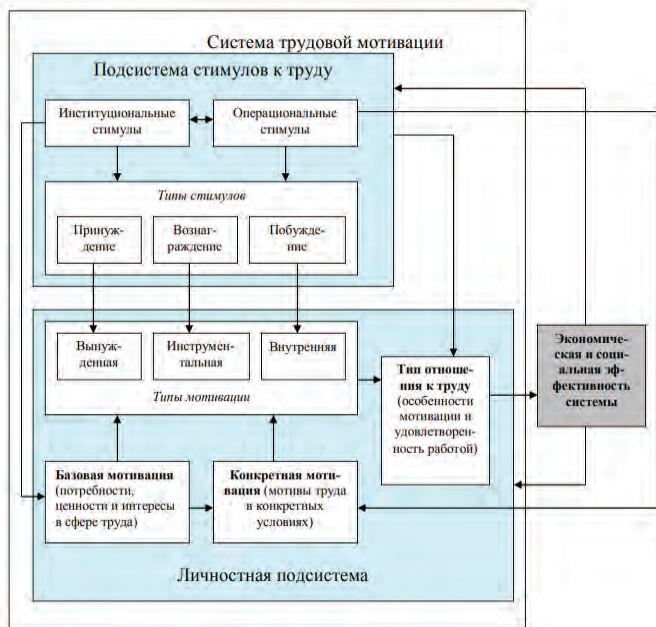 Система трудовой мотивации
Подсистема стимулов к труду
Институциональные
стимулы
Операциональные
стимулы
Типы стимулов
Принуж-
дение
Вознаг-
раждение
Побужде-
ние
Вынуж-
денная
Инструмен-
тальная
Внутренняя
Типы мотивации
Тип отноше-
ния к труду
(особенности
мотивации и
удовлетворен-
ность работой)
Экономиче-
ская и соци-
альная эф-
фективность
системы
Базовая мотивация
(потребности,
ценности и интересы
в сфере труда)
Конкретная моти-
вация (мотивы труда
в конкретных
условиях)
Личностная подсистема